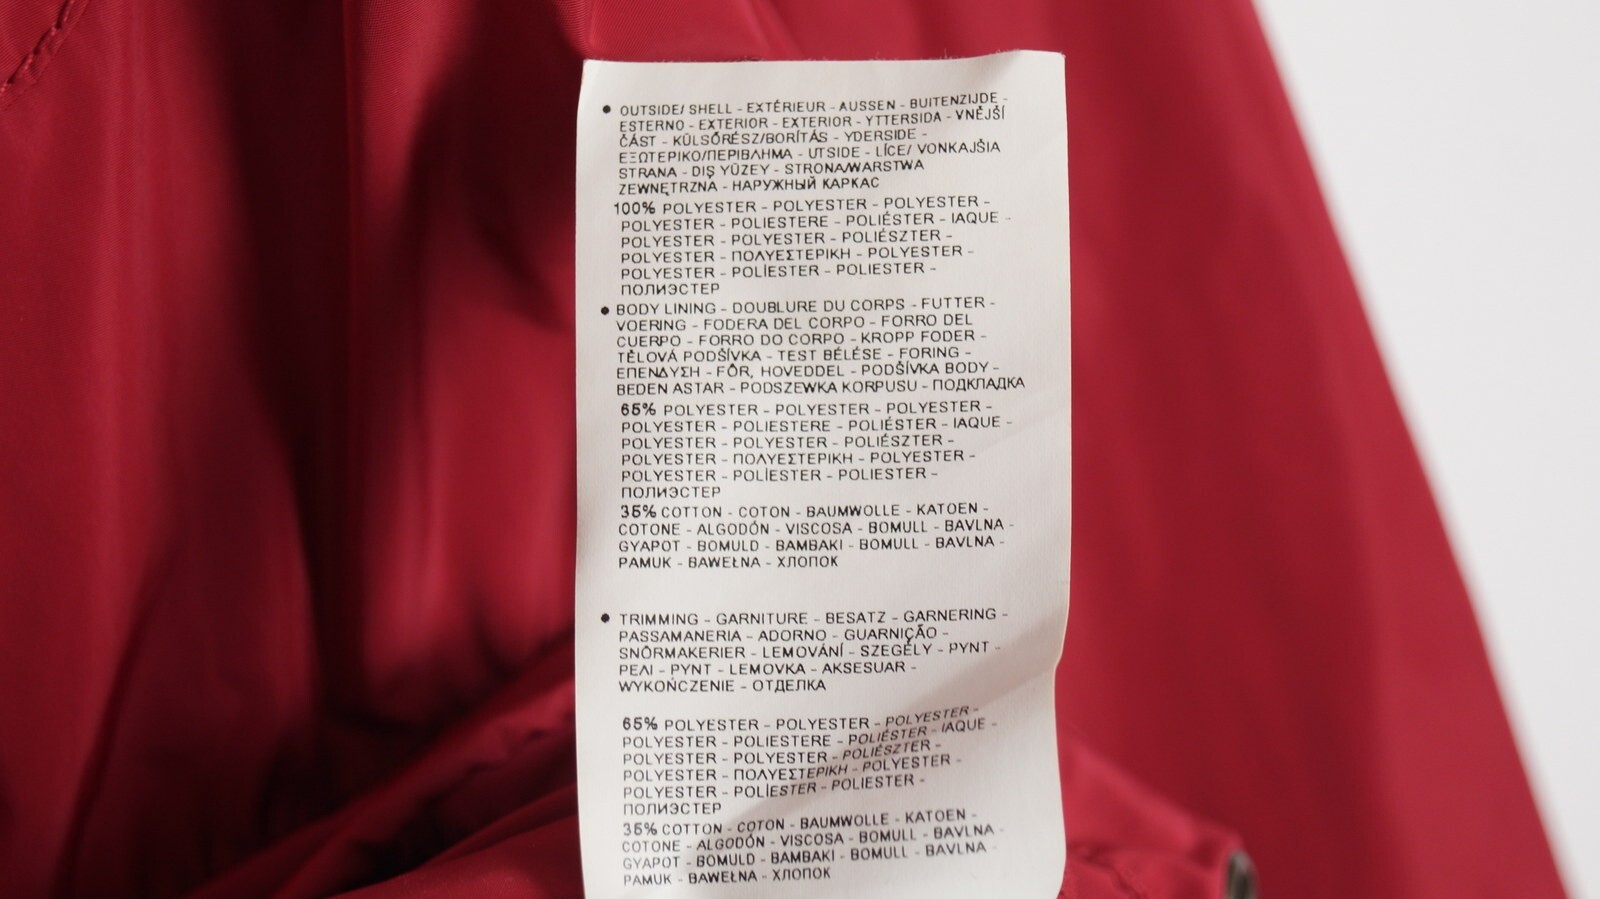 • OUTSIDE/ SHELL - EXTÉRIEUR - AUSSEN - BUITENZIJDE -
ESTERNO - EXTERIOR - EXTERIOR - YTTERSIDA - VNĚJŠÍ
ČÁST - KÜLSŐRÉSZ/BORÍTÁS - YDERSIDE -
ΕΞΩΤΕΡΙΚΟ/ΠΕΡΙΒΛΗΜΑ - UTSIDE - LÍCE/ VONKAJŠIA
STRANA - DIŞ YÜZEY - STRONA/WARSTWA
ZEWNĘTRZNA - НАРУЖНЫЙ КАРКАС
100% POLYESTER - POLYESTER - POLYESTER -
POLYESTER - POLIESTERE - POLIÉSTER - IAQUE -
POLYESTER - POLYESTER - POLIÉSZTER -
POLYESTER - ΠΟΛΥΕΣΤΕΡΙΚΗ - POLYESTER -
POLYESTER - POLİESTER - POLIESTER -
ПОЛИЭСТЕР
• BODY LINING - DOUBLURE DU CORPS - FUTTER -
VOERING - FODERA DEL CORPO - FORRO DEL
CUERPO - FORRO DO CORPO - KROPP FODER -
TĚLOVÁ PODŠÍVKA - TEST BÉLÉSE - FORING -
ΕΠΕΝΔΥΣΗ - FÔR, HOVEDDEL - PODŠÍVKA BODY -
BEDEN ASTAR - PODSZEWKA KORPUSU - ПОДКЛАДКА
65% POLYESTER - POLYESTER - POLYESTER -
POLYESTER - POLIESTERE - POLIÉSTER - IAQUE -
POLYESTER - POLYESTER - POLIÉSZTER -
POLYESTER - ΠΟΛΥΕΣΤΕΡΙΚΗ - POLYESTER -
POLYESTER - POLİESTER - POLIESTER -
ПОЛИЭСТЕР
35% COTTON - COTON - BAUMWOLLE - KATOEN -
COTONE - ALGODÓN - VISCOSA - BOMULL - BAVLNA -
GYAPOT - BOMULD - BAMBAKI - BOMULL - BAVLNA -
PAMUK - BAWEŁNA - ХЛОПОК
• TRIMMING - GARNITURE - BESATZ - GARNERING -
PASSAMANERIA - ADORNO - GUARNIÇÃO -
SNÖRMAKERIER - LEMOVÁNÍ - SZEGÉLY - PYNT -
ΡΕΛΙ - PYNT - LEMOVKA - AKSESUAR -
WYKOŃCZENIE - ОТДЕЛКА
65% POLYESTER - POLYESTER - POLYESTER -
POLYESTER - POLIESTERE - POLIÉSTER - IAQUE -
POLYESTER - POLYESTER - POLIÉSZTER -
POLYESTER - ΠΟΛΥΕΣΤΕΡΙΚΗ - POLYESTER -
POLYESTER - POLİESTER - POLIESTER -
ПОЛИЭСТЕР
35% COTTON - COTON - BAUMWOLLE - KATOEN -
COTONE - ALGODÓN - VISCOSA - BOMULL - BAVLNA -
GYAPOT - BOMULD - BAMBAKI - BOMULL - BAVLNA -
PAMUK - BAWEŁNA - ХЛОПОК